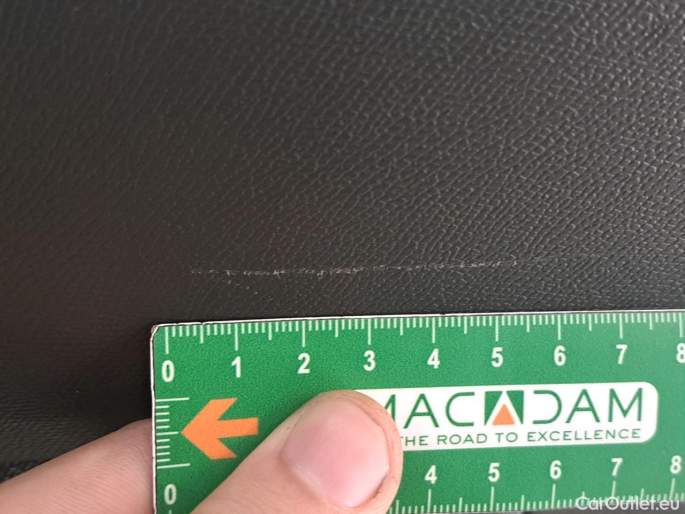 0 1 2 3 4 5 6 7 8
MACADAM
THE ROAD TO EXCELLENCE
0 4 5 6 7 8
CarOutlet.eu